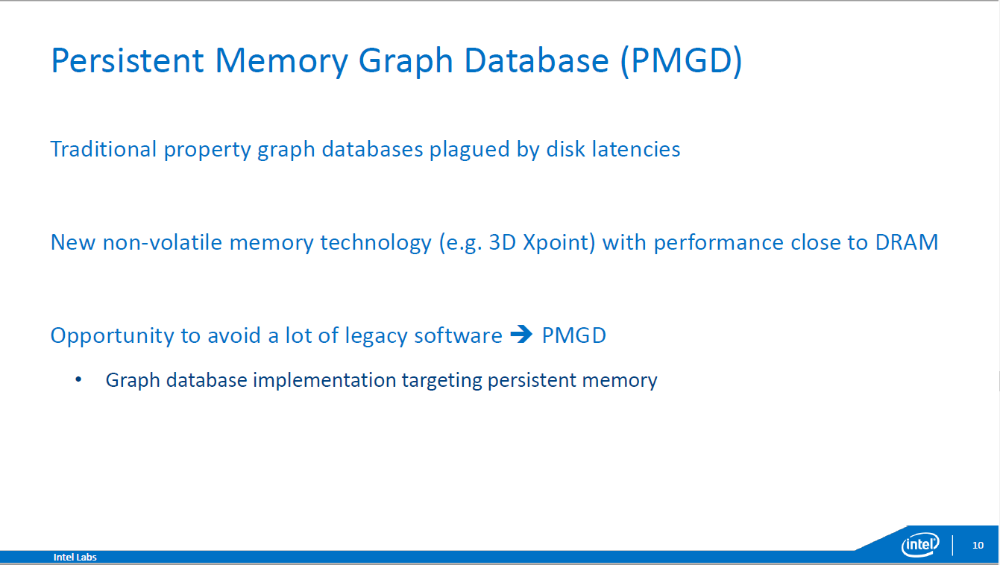 Persistent Memory Graph Database (PMGD)
Traditional property graph databases plagued by disk latencies
New non-volatile memory technology (e.g. 3D Xpoint) with performance close to DRAM
Opportunity to avoid a lot of legacy software ➔ PMGD
• Graph database implementation targeting persistent memory
Intel Labs
intel
10